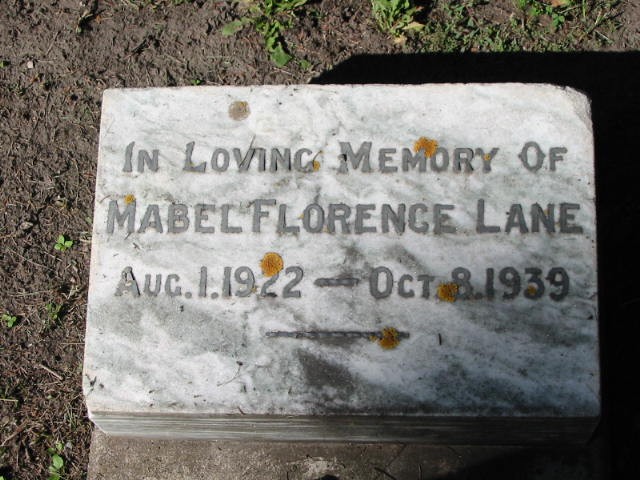 In Loving Memory Of
Mabel Florence Lane
Aug. 1. 1922 — Oct. 8. 1939